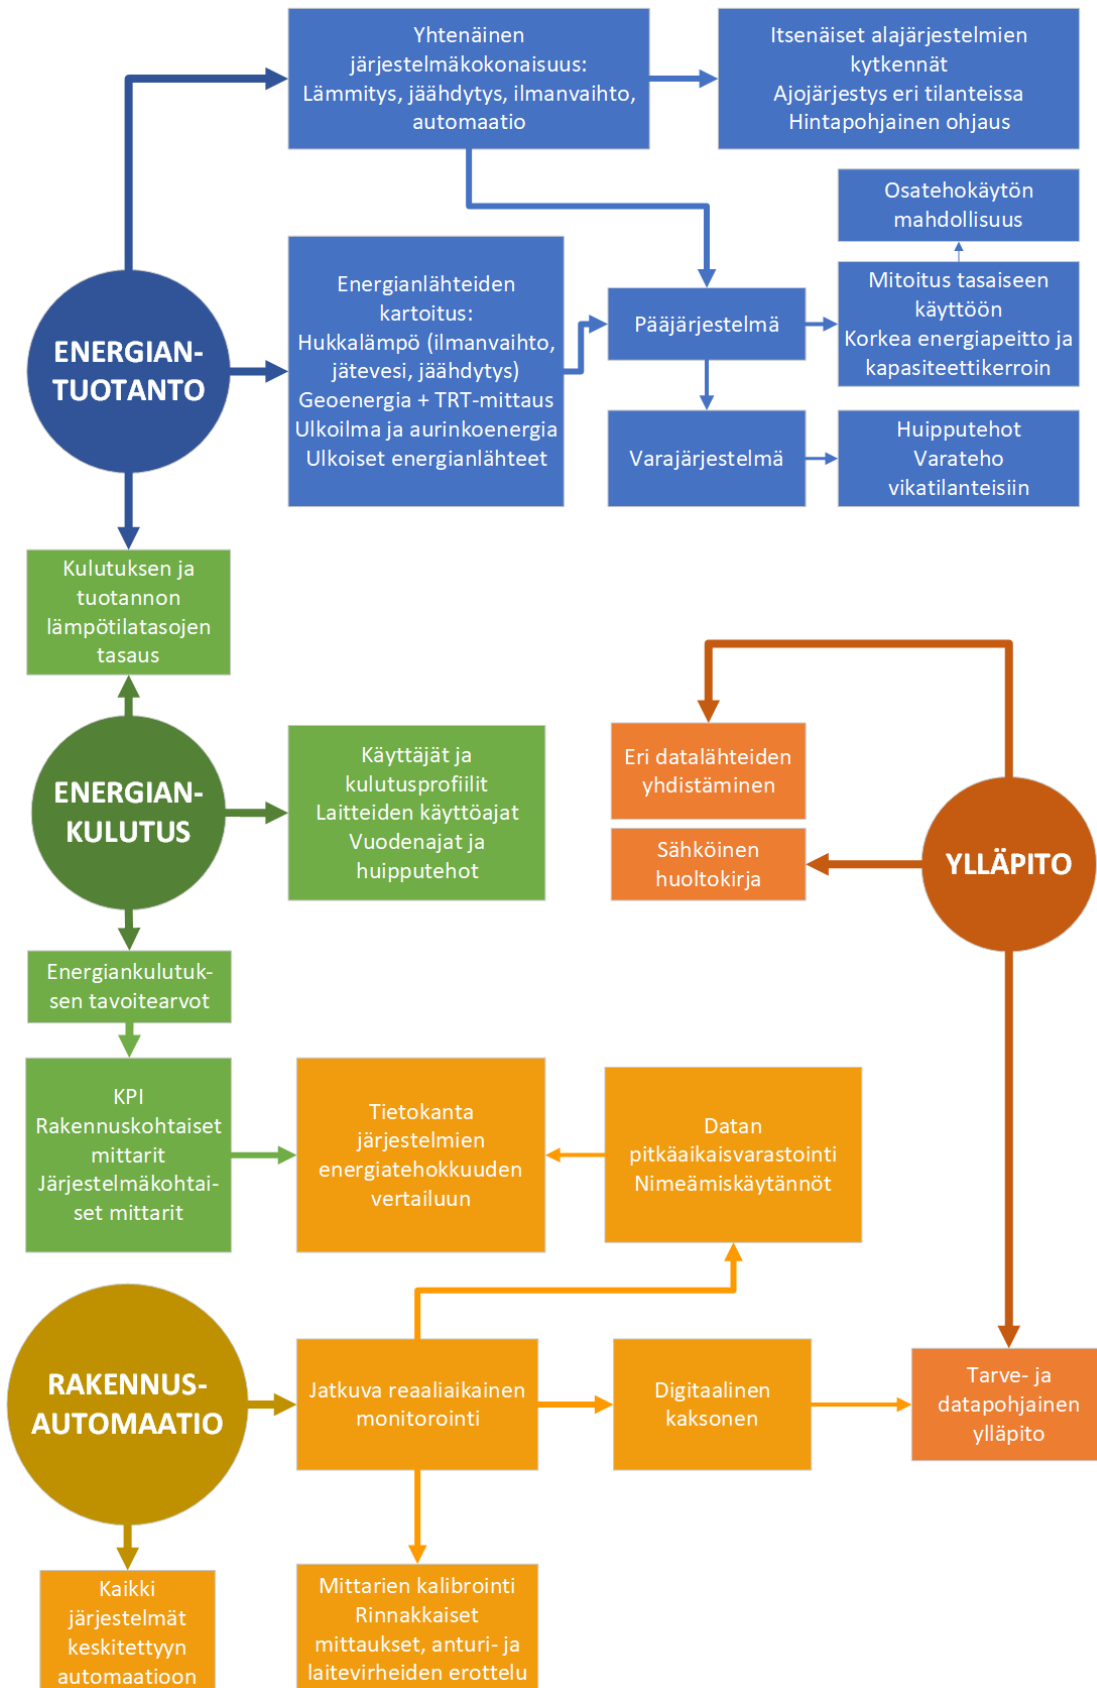 Yhtenäinen
järjestelmäkokonaisuus:
Lämmitys, jäähdytys, ilmanvaihto,
automaatio
Itsenäiset alajärjestelmien
kytkennät
Ajojärjestys eri tilanteissa
Hintapohjainen ohjaus
Osatehokäytön
mahdollisuus
ENERGIAN-
TUOTANTO
Energianlähteiden
kartoitus:
Hukkalämpö (ilmanvaihto,
jätevesi, jäähdytys)
Geoenergia + TRT-mittaus
Ulkoilma ja aurinkoenergia
Ulkoiset energianlähteet
Pääjärjestelmä
Mitoitus tasaiseen
käyttöön
Korkea energiapeitto ja
kapasiteettikerroin
Varajärjestelmä
Huipputehot
Varateho
vikatilanteisiin
Kulutuksen ja
tuotannon
lämpötilatasojen
tasaus
ENERGIAN-
KULUTUS
Käyttäjät ja
kulutusprofiilit
Laitteiden käyttöajat
Vuodenajat ja
huipputehot
Eri datalähteiden
yhdistäminen
Sähköinen
huoltokirja
YLLÄPITO
Energiankulutuk-
sen tavoitearvot
KPI
Rakennuskohtaiset
mittarit
Järjestelmäkohtai-
set mittarit
Tietokanta
järjestelmien
energiatehokkuuden
vertailuun
Datan
pitkäaikaisvarastointi
Nimeämiskäytännöt
RAKENNUS-
AUTOMAATIO
Jatkuva reaaliaikainen
monitorointi
Digitaalinen
kaksonen
Tarve- ja
datapohjainen
ylläpito
Kaikki
järjestelmät
keskitettyyn
automaatioon
Mittarien kalibrointi
Rinnakkaiset
mittaukset, anturi- ja
laitevirheiden erottelu